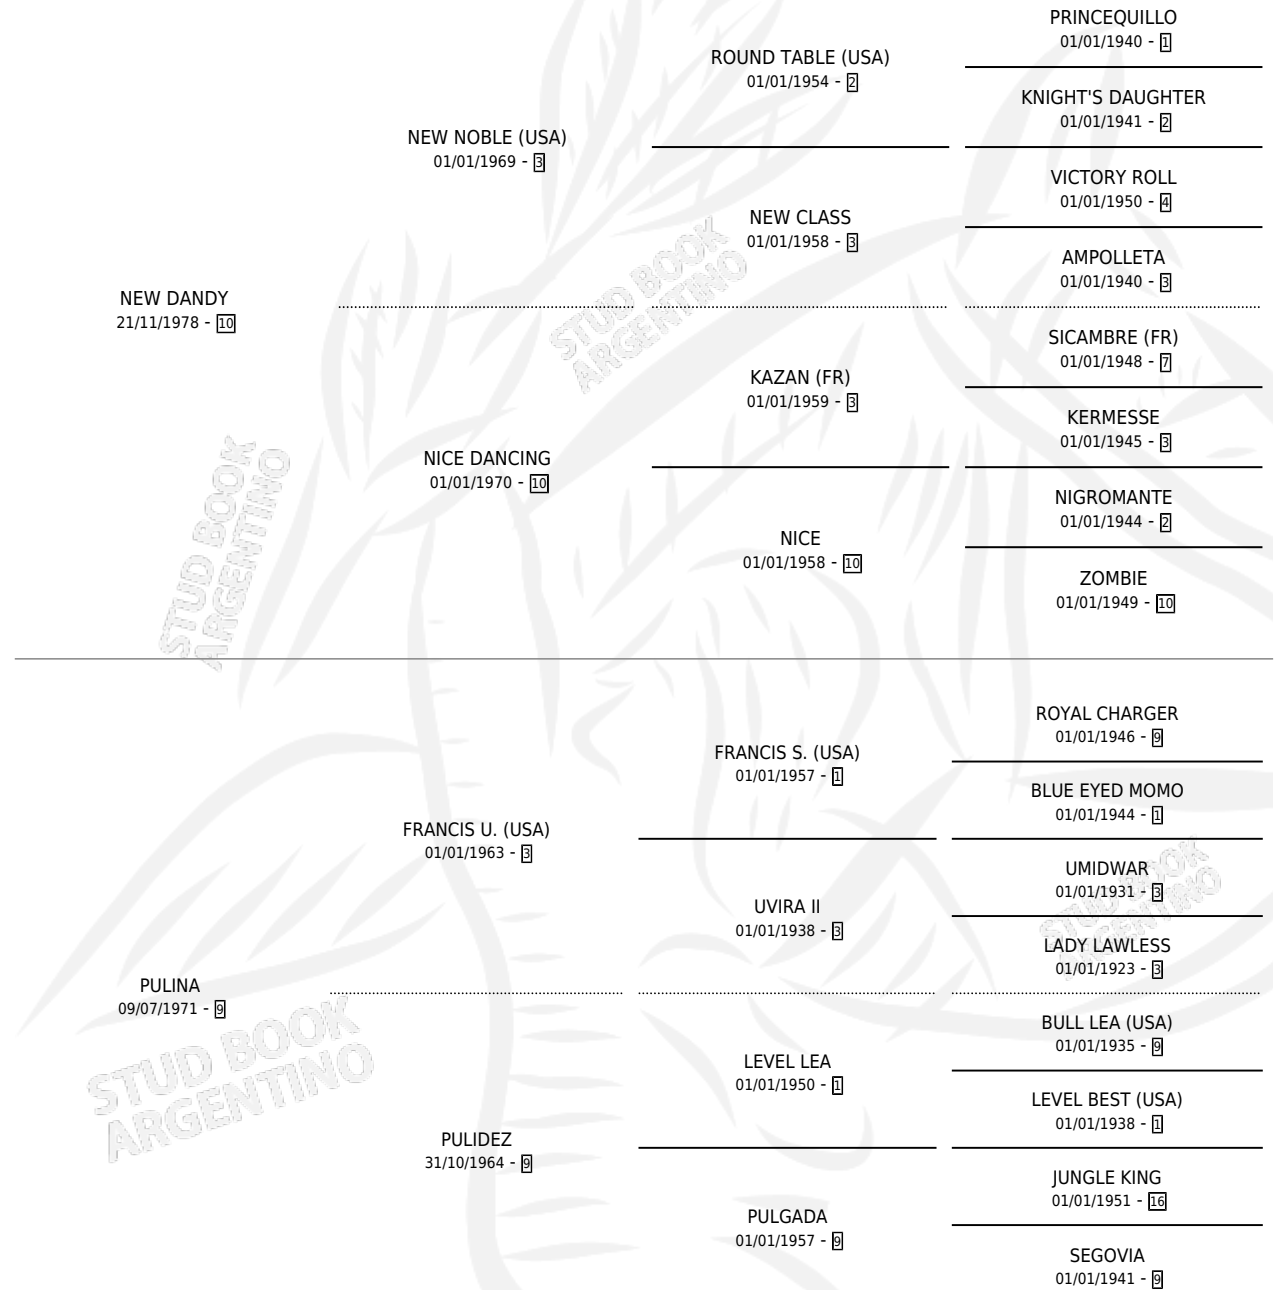 PRINCEQUILLO
01/01/1940 - 1
ROUND TABLE (USA)
01/01/1954 - 2
KNIGHT'S DAUGHTER
01/01/1941 - 2
NEW NOBLE (USA)
01/01/1969 - 3
VICTORY ROLL
01/01/1950 - 4
NEW CLASS
01/01/1958 - 3
AMPOLLETA
01/01/1940 - 3
NEW DANDY
21/11/1978 - 10
SICAMBRE (FR)
01/01/1948 - 7
KAZAN (FR)
01/01/1959 - 3
KERMESSE
01/01/1945 - 3
NICE DANCING
01/01/1970 - 10
NIGROMANTE
01/01/1944 - 2
NICE
01/01/1958 - 10
ZOMBIE
01/01/1949 - 10
STUD BOOK
ARGENTINO
STUD BOOK
ARGENTINO
ROYAL CHARGER
01/01/1946 - 9
FRANCIS S. (USA)
01/01/1957 - 1
BLUE EYED MOMO
01/01/1944 - 1
FRANCIS U. (USA)
01/01/1963 - 3
UMIDWAR
01/01/1931 - 3
UVIRA II
01/01/1938 - 3
LADY LAWLESS
01/01/1923 - 3
STUD BOOK
ARGENTINO
PULINA
09/07/1971 - 9
BULL LEA (USA)
01/01/1935 - 9
LEVEL LEA
01/01/1950 - 1
LEVEL BEST (USA)
01/01/1938 - 1
PULIDEZ
31/10/1964 - 9
JUNGLE KING
01/01/1951 - 16
PULGADA
01/01/1957 - 9
SEGOVIA
01/01/1941 - 9
STUD BOOK
ARGENTINO